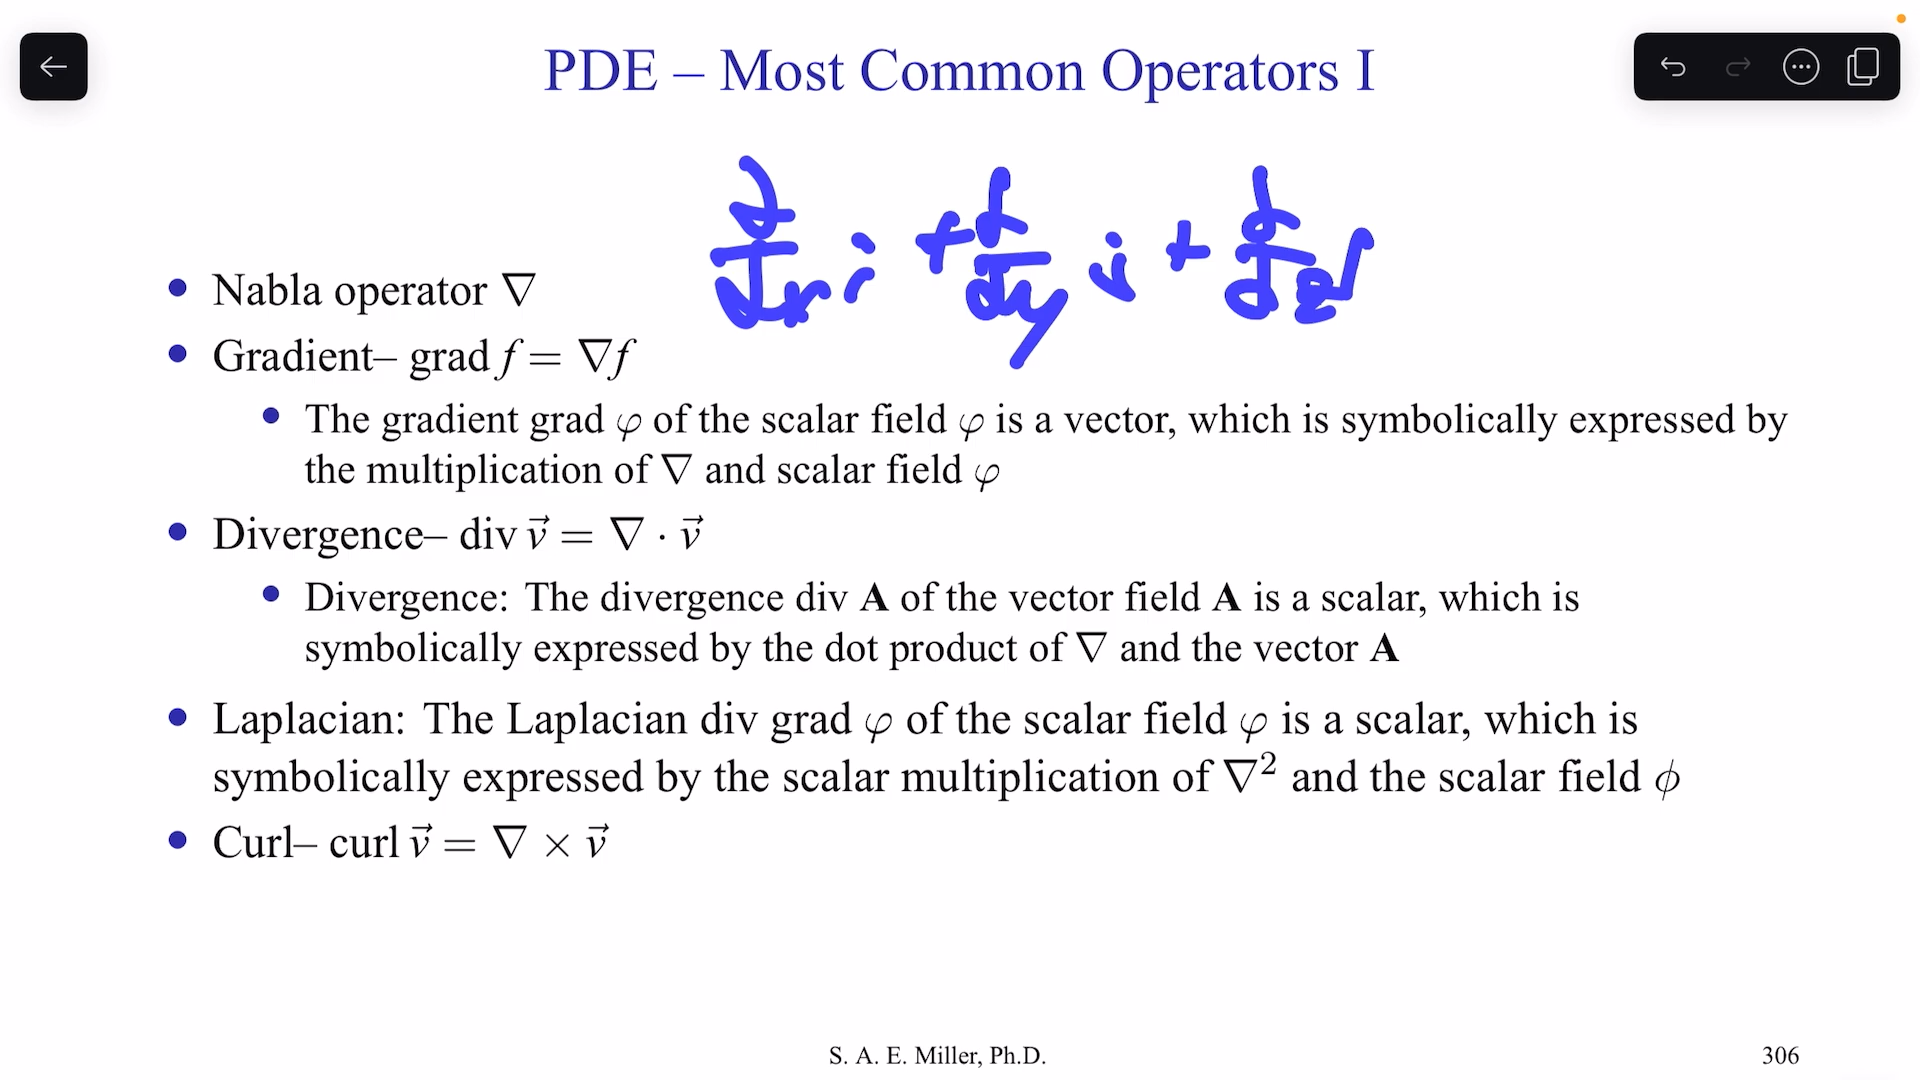 PDE – Most Common Operators I
∂/∂x i + ∂/∂y j + ∂/∂z
• Nabla operator ∇
• Gradient– grad f = ∇f
• The gradient grad φ of the scalar field φ is a vector, which is symbolically expressed by
the multiplication of ∇ and scalar field φ
• Divergence– div v⃗ = ∇ · v⃗
• Divergence: The divergence div A of the vector field A is a scalar, which is
symbolically expressed by the dot product of ∇ and the vector A
• Laplacian: The Laplacian div grad φ of the scalar field φ is a scalar, which is
symbolically expressed by the scalar multiplication of ∇² and the scalar field ϕ
• Curl– curl v⃗ = ∇ × v⃗
S. A. E. Miller, Ph.D.
306